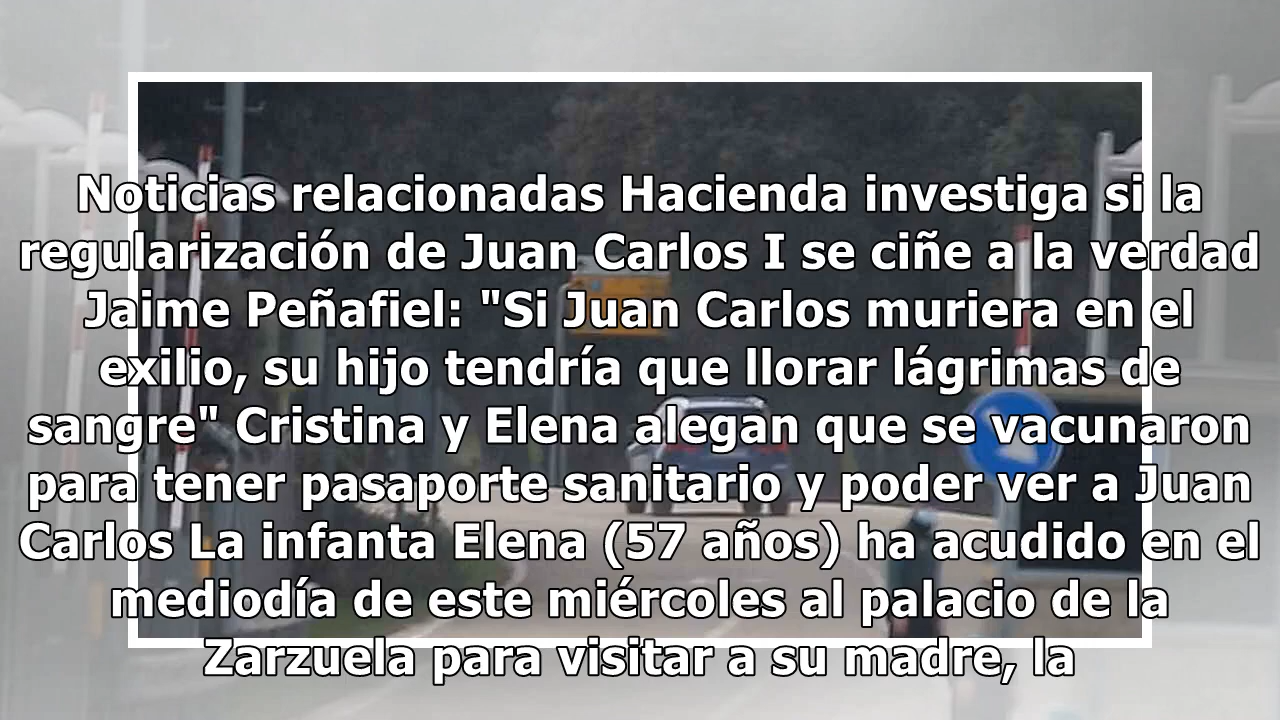 Noticias relacionadas Hacienda investiga si la
regularización de Juan Carlos I se ciñe a la verdad
Jaime Peñafiel: "Si Juan Carlos muriera en el
exilio, su hijo tendría que llorar lágrimas de
sangre" Cristina y Elena alegan que se vacunaron
para tener pasaporte sanitario y poder ver a Juan
Carlos La infanta Elena (57 años) ha acudido en el
mediodía de este miércoles al palacio de la
Zarzuela para visitar a su madre, la